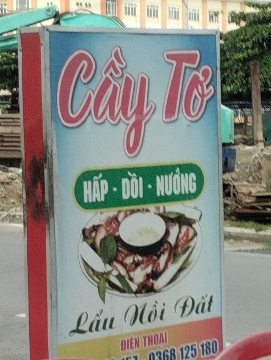 Cầy Tơ
HẤP - DỒI - NƯỚNG
Lẩu Nồi Đất
ĐIỆN THOẠI
0368 125 180